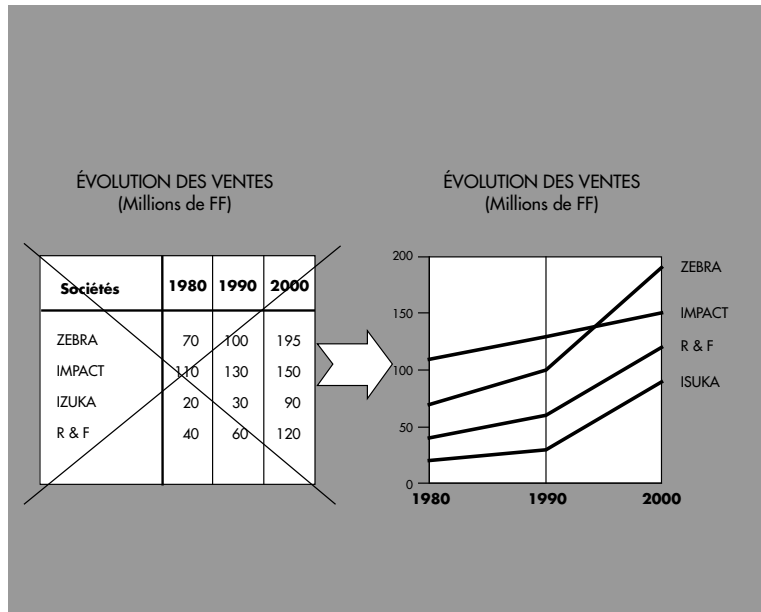 ÉVOLUTION DES VENTES
(Millions de FF)
Sociétés 1980 1990 2000
ZEBRA 70 100 195
IMPACT 110 130 150
IZUKA 20 30 90
R & F 40 60 120
ÉVOLUTION DES VENTES
(Millions de FF)
200
150
100
50
0
1980 1990 2000
ZEBRA
IMPACT
R & F
ISUKA